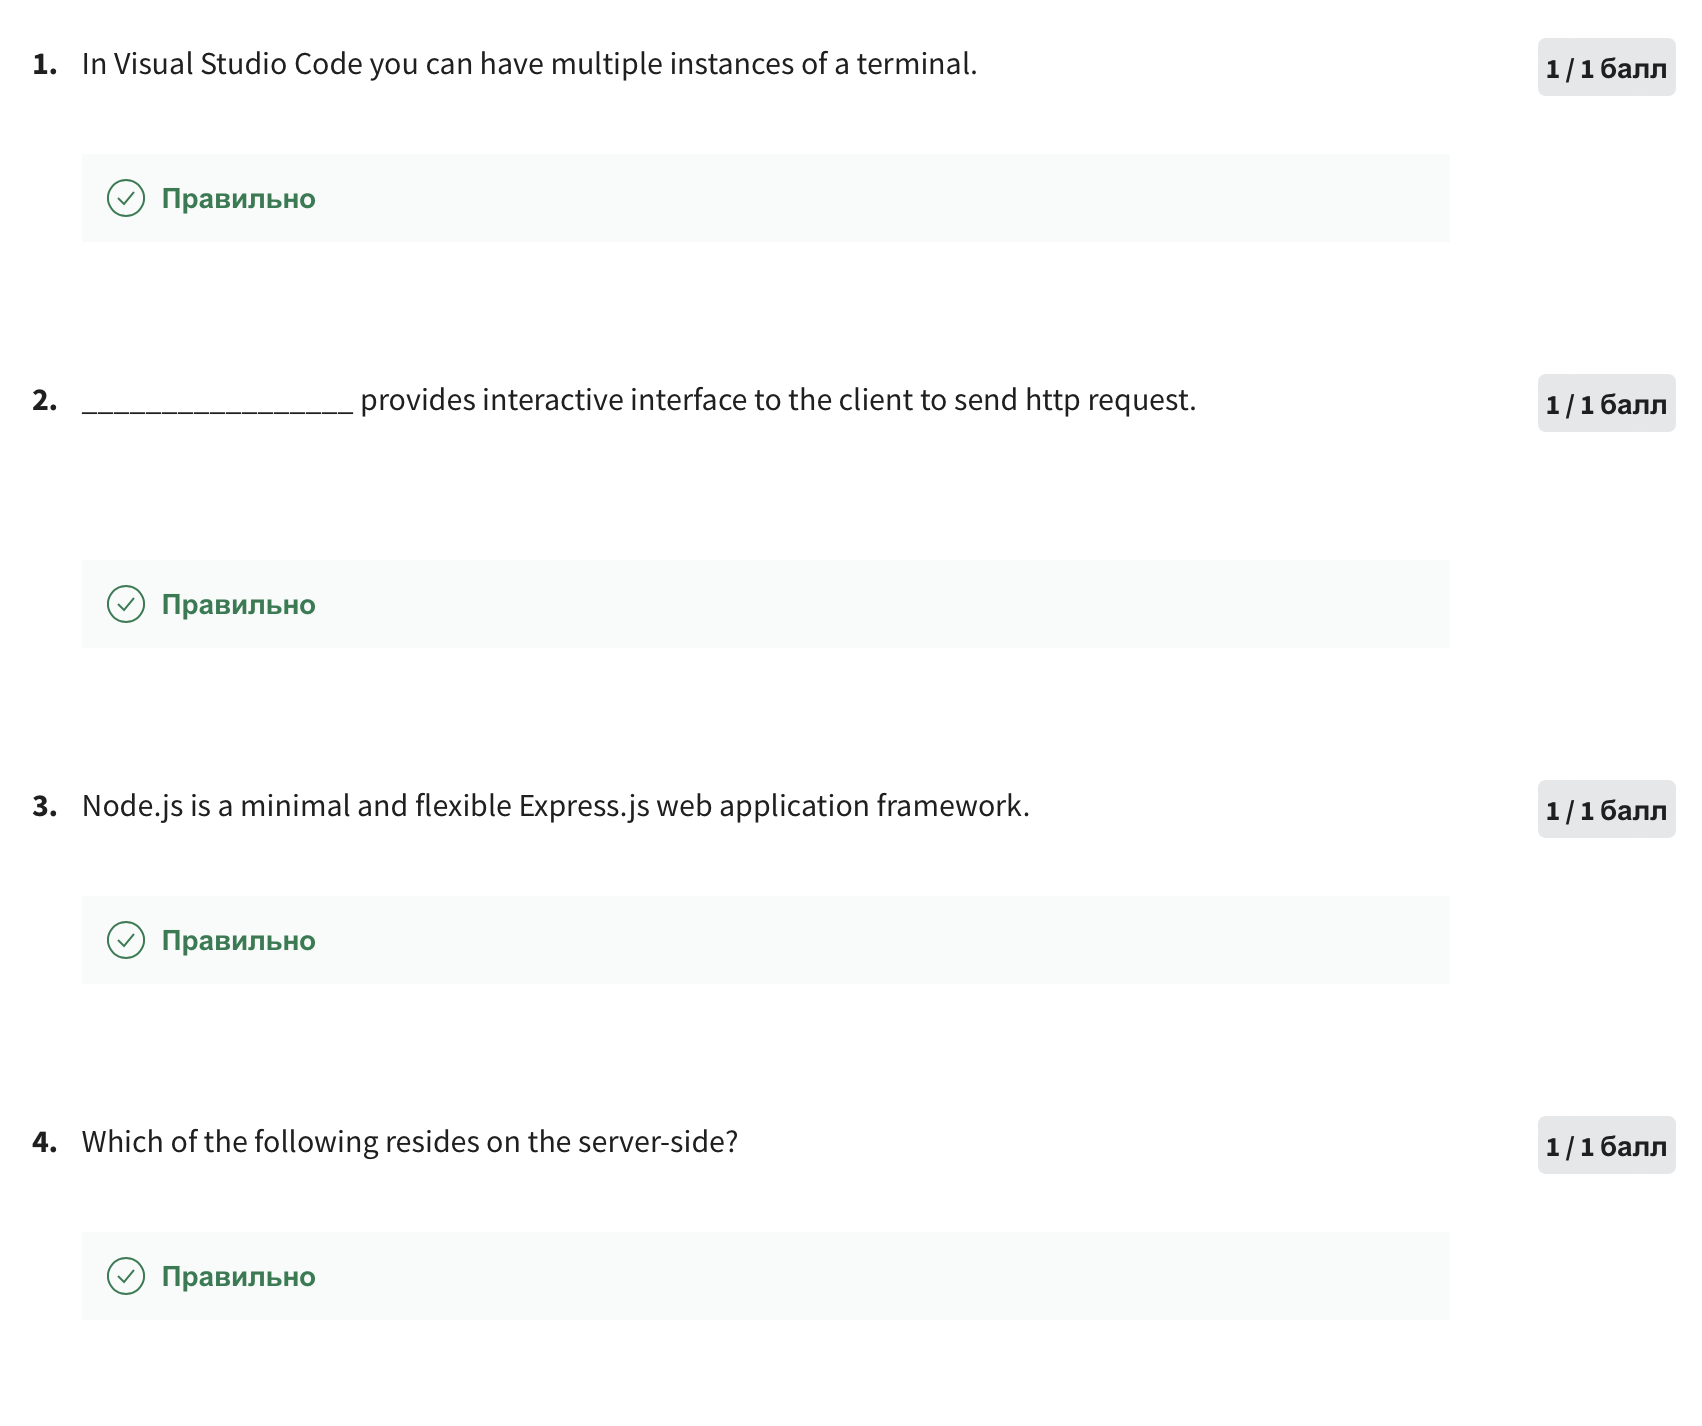 1. In Visual Studio Code you can have multiple instances of a terminal.
1 / 1 балл
Правильно
2. _________________ provides interactive interface to the client to send http request.
1 / 1 балл
Правильно
3. Node.js is a minimal and flexible Express.js web application framework.
1 / 1 балл
Правильно
4. Which of the following resides on the server-side?
1 / 1 балл
Правильно